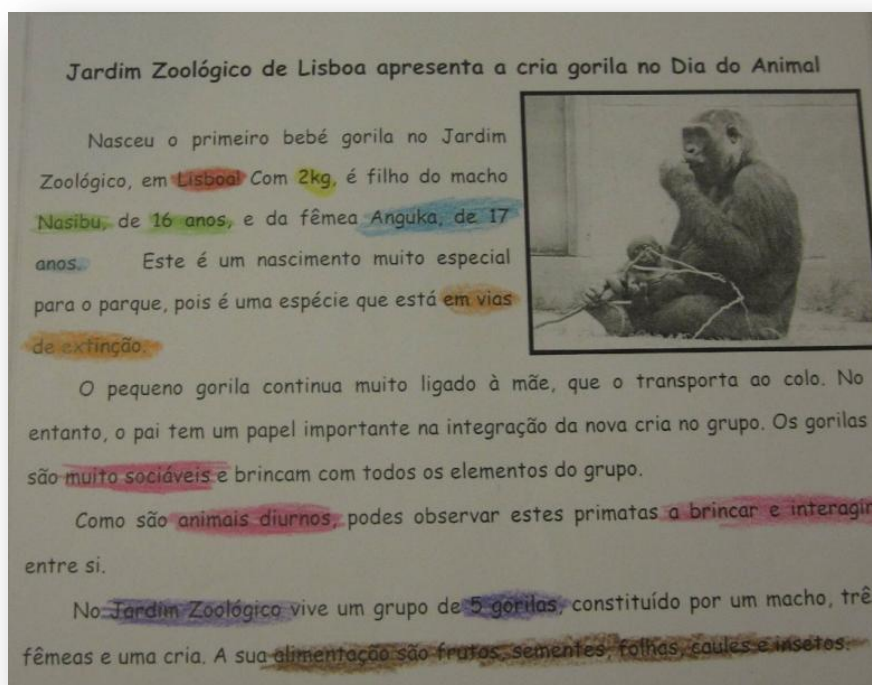 Jardim Zoológico de Lisboa apresenta a cria gorila no Dia do Animal
Nasceu o primeiro bebé gorila no Jardim
Zoológico, em Lisboa! Com 2kg, é filho do macho
Nasibu, de 16 anos, e da fêmea Anguka, de 17
anos. Este é um nascimento muito especial
para o parque, pois é uma espécie que está em vias
de extinção.
O pequeno gorila continua muito ligado à mãe, que o transporta ao colo. No
entanto, o pai tem um papel importante na integração da nova cria no grupo. Os gorilas
são muito sociáveis e brincam com todos os elementos do grupo.
Como são animais diurnos, podes observar estes primatas a brincar e interagir
entre si.
No Jardim Zoológico vive um grupo de 5 gorilas, constituído por um macho, trê
fêmeas e uma cria. A sua alimentação são frutos, sementes, folhas, caules e insetos.